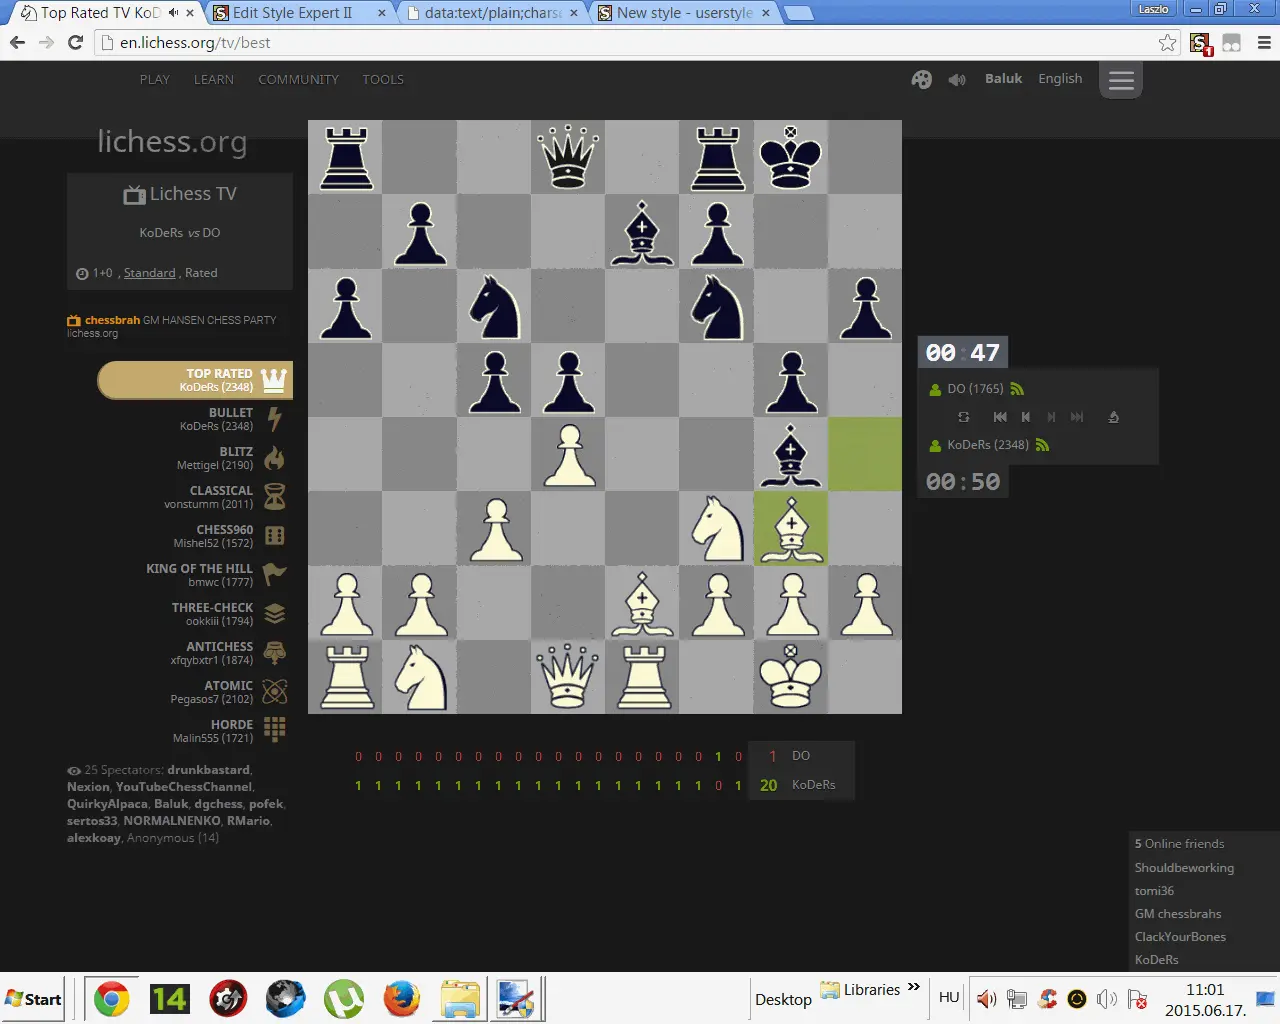 Top Rated TV KoD
Edit Style Expert II
data:text/plain;chars
New style - userstyle
Laszlo
en.lichess.org/tv/best
1
PLAY LEARN COMMUNITY TOOLS
Baluk English
lichess.org
Lichess TV
KoDeRs vs DO
1+0 , Standard , Rated
chessbrah GM HANSEN CHESS PARTY
lichess.org
TOP RATED
KoDeRs (2348)
BULLET
KoDeRs (2348)
BLITZ
Mettigel (2190)
CLASSICAL
vonstumm (2011)
CHESS960
Mishel52 (1572)
KING OF THE HILL
bmwc (1777)
THREE-CHECK
ookkiii (1794)
ANTICHESS
xfqybxtr1 (1874)
ATOMIC
Pegasos7 (2102)
HORDE
Malin555 (1721)
25 Spectators: drunkbastard,
Nexion, YouTubeChessChannel,
QuirkyAlpaca, Baluk, dgchess, pofek,
sertos33, NORMALNENKO, RMario,
alexkoay, Anonymous (14)
00:47
DO (1765)
KoDeRs (2348)
00:50
0 0 0 0 0 0 0 0 0 0 0 0 0 0 0 0 0 0 1 0 1 DO
1 1 1 1 1 1 1 1 1 1 1 1 1 1 1 1 1 1 0 1 20 KoDeRs
5 Online friends
Shouldbeworking
tomi36
GM chessbrahs
ClackYourBones
KoDeRs
Start
14
Desktop
Libraries »
HU
11:01
2015.06.17.